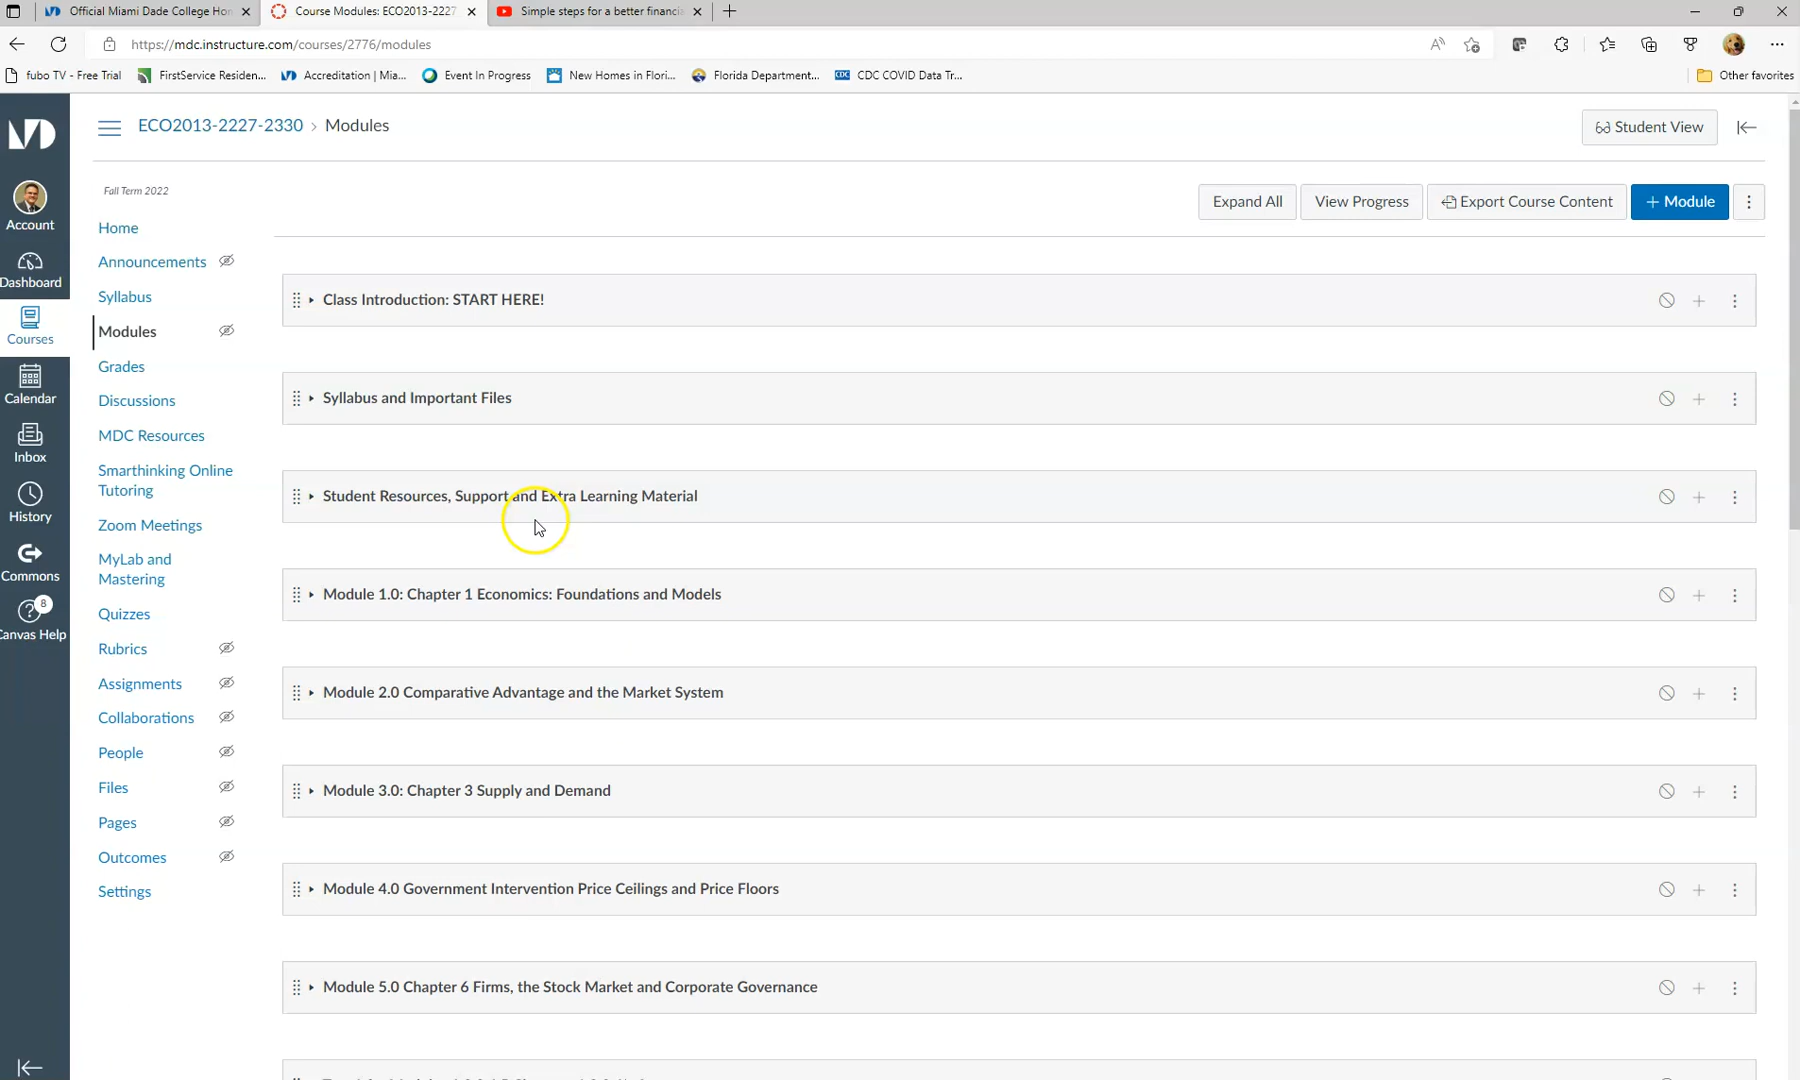 Official Miami Dade College Hon
Course Modules: ECO2013-2227
Simple steps for a better financi
https://mdc.instructure.com/courses/2776/modules
fubo TV - Free Trial
FirstService Residen...
Accreditation | Mia...
Event In Progress
New Homes in Flori...
Florida Department...
CDC COVID Data Tr...
Other favorites
ECO2013-2227-2330 › Modules
Student View
Fall Term 2022
Expand All
View Progress
Export Course Content
+ Module
Account
Dashboard
Courses
Calendar
Inbox
History
Commons
8
Canvas Help
Home
Announcements
Syllabus
Modules
Grades
Discussions
MDC Resources
Smarthinking Online
Tutoring
Zoom Meetings
MyLab and
Mastering
Quizzes
Rubrics
Assignments
Collaborations
People
Files
Pages
Outcomes
Settings
Class Introduction: START HERE!
Syllabus and Important Files
Student Resources, Support and Extra Learning Material
Module 1.0: Chapter 1 Economics: Foundations and Models
Module 2.0 Comparative Advantage and the Market System
Module 3.0: Chapter 3 Supply and Demand
Module 4.0 Government Intervention Price Ceilings and Price Floors
Module 5.0 Chapter 6 Firms, the Stock Market and Corporate Governance